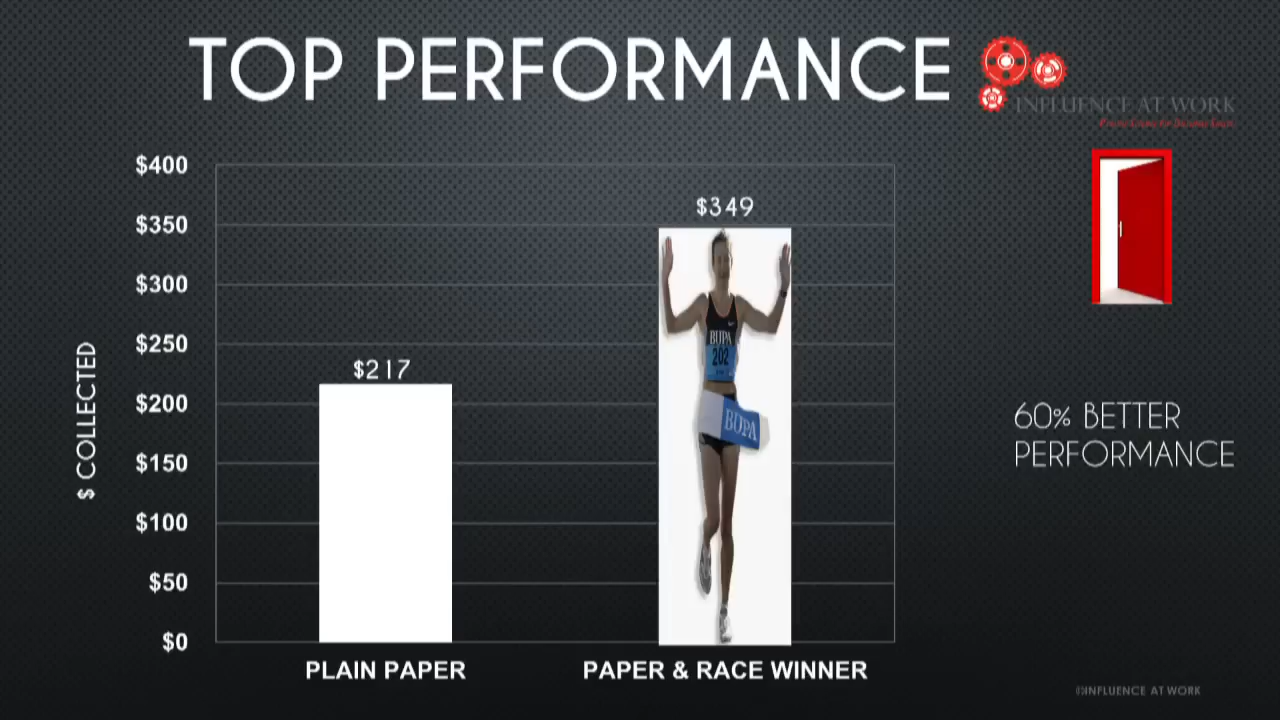 TOP PERFORMANCE
INFLUENCE AT WORK
$400
$350
$300
$250
$200
$150
$100
$50
$0
$ COLLECTED
$217
$349
BUPA
202
BUPA
PLAIN PAPER
PAPER & RACE WINNER
60% BETTER
PERFORMANCE
©INFLUENCE AT WORK